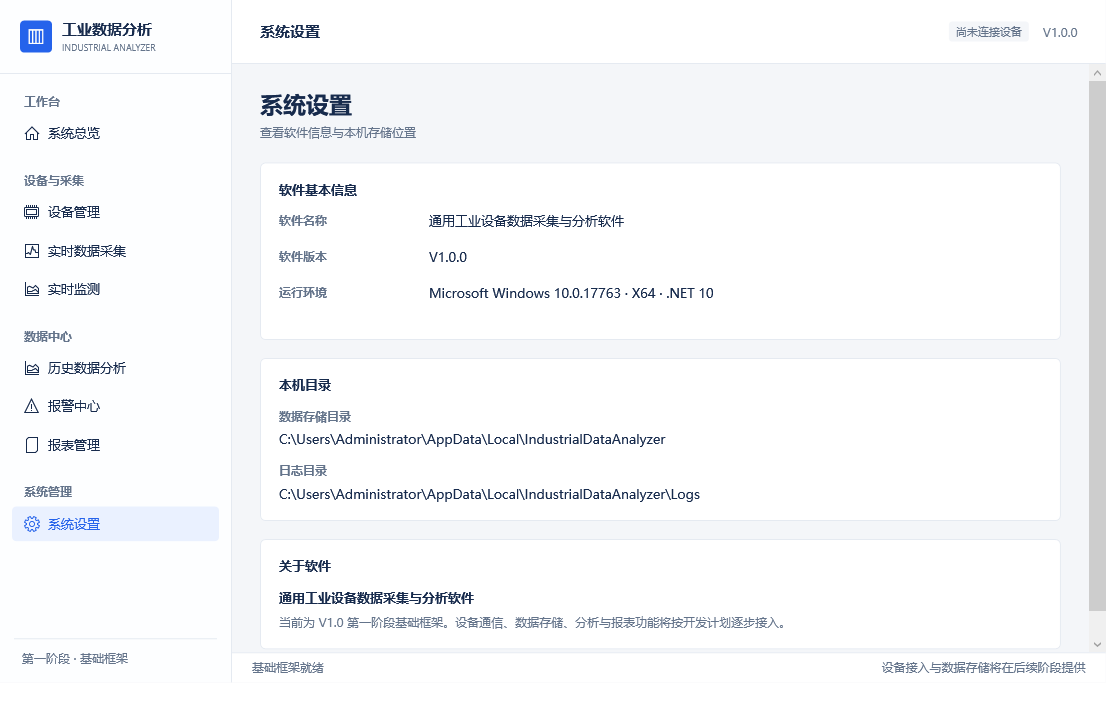 工业数据分析
INDUSTRIAL ANALYZER
工作台
系统总览
设备与采集
设备管理
实时数据采集
实时监测
数据中心
历史数据分析
报警中心
报表管理
系统管理
系统设置
第一阶段 · 基础框架
系统设置
尚未连接设备
V1.0.0
系统设置
查看软件信息与本机存储位置
软件基本信息
软件名称 通用工业设备数据采集与分析软件
软件版本 V1.0.0
运行环境 Microsoft Windows 10.0.17763 · X64 · .NET 10
本机目录
数据存储目录
C:\Users\Administrator\AppData\Local\IndustrialDataAnalyzer
日志目录
C:\Users\Administrator\AppData\Local\IndustrialDataAnalyzer\Logs
关于软件
通用工业设备数据采集与分析软件
当前为 V1.0 第一阶段基础框架。设备通信、数据存储、分析与报表功能将按开发计划逐步接入。
基础框架就绪
设备接入与数据存储将在后续阶段提供